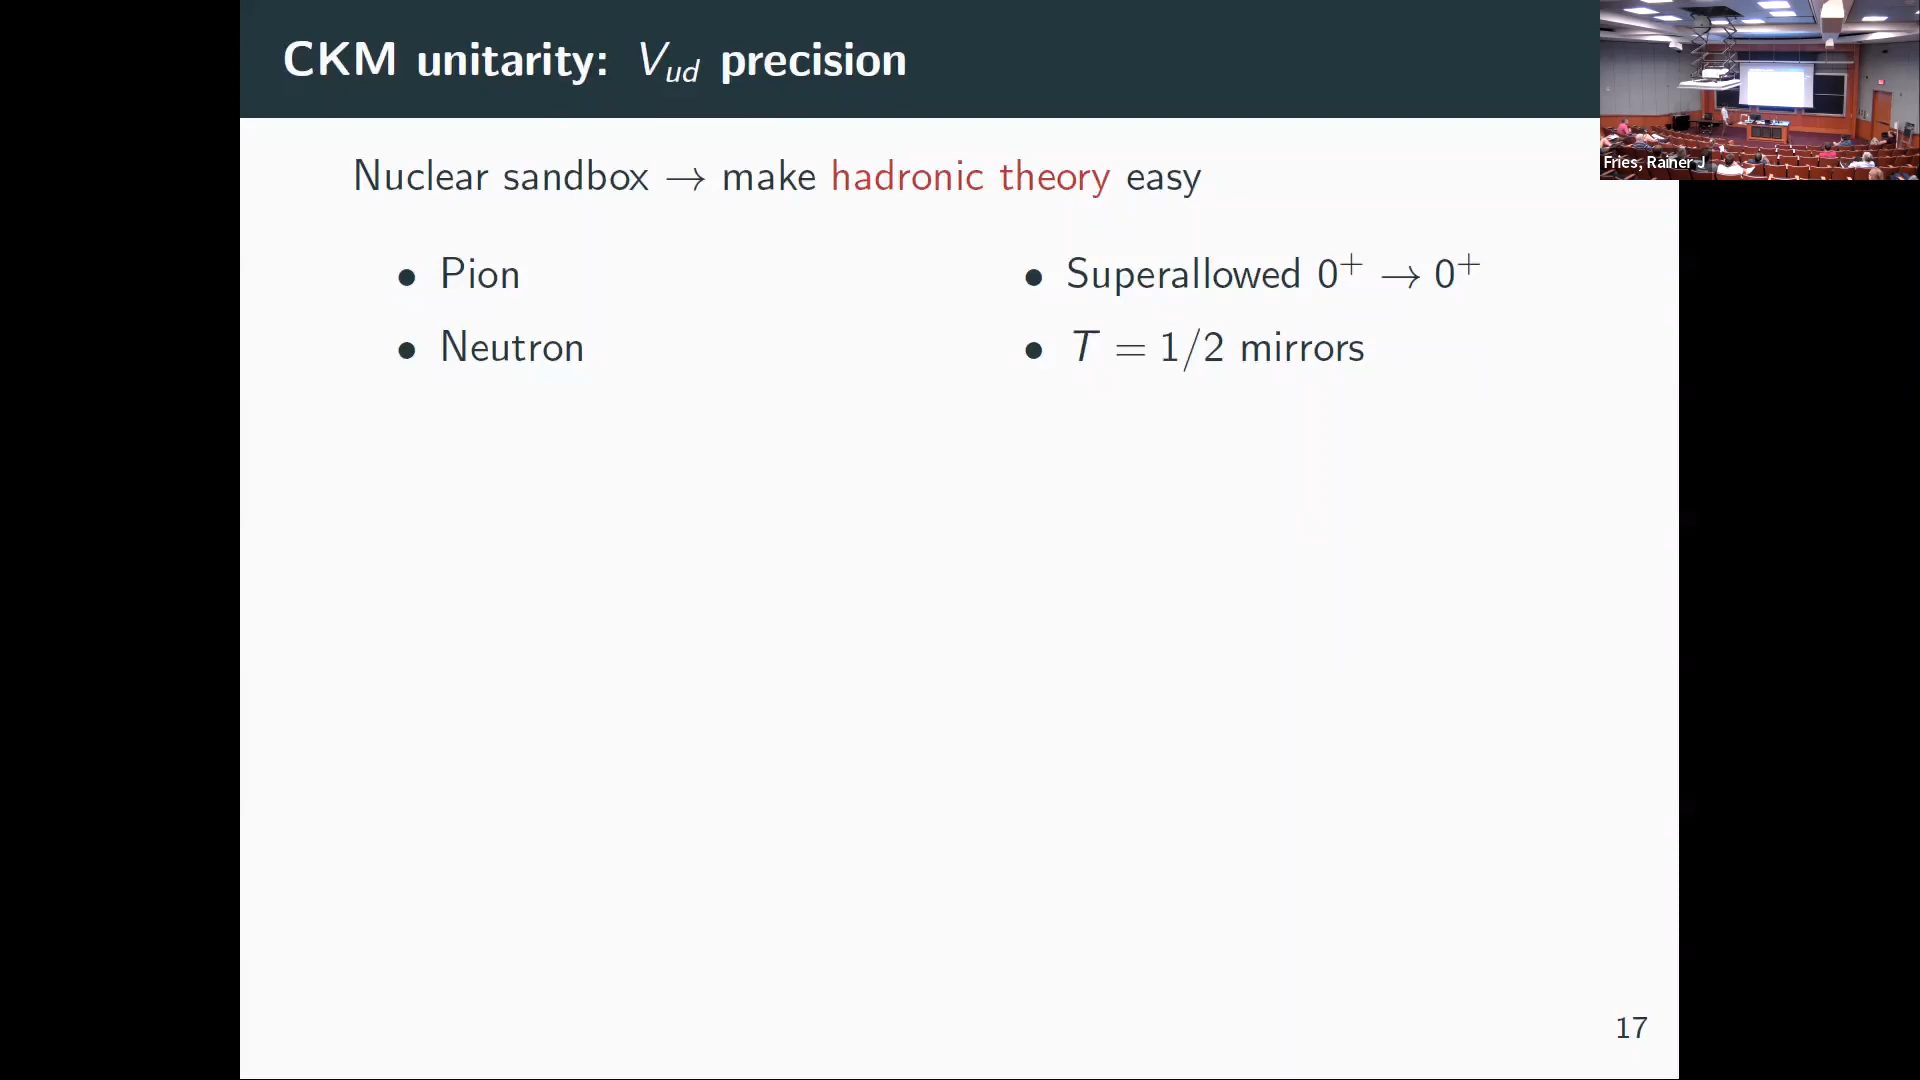 CKM unitarity: V_ud precision
Fries, Rainer J
Nuclear sandbox → make hadronic theory easy
• Pion
• Neutron
• Superallowed 0⁺ → 0⁺
• T = 1/2 mirrors
17